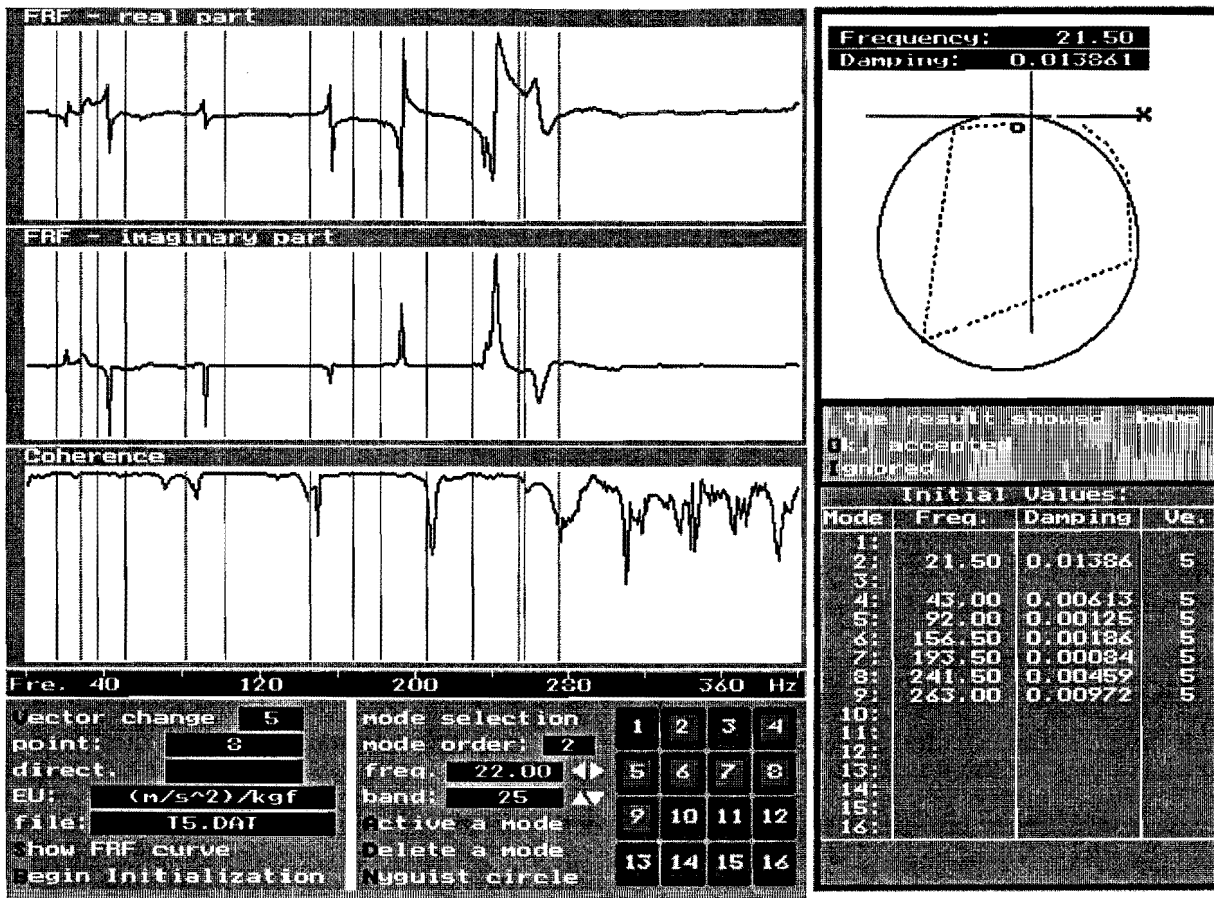 FRF - real part
FRF - imaginary part
Coherence
Fre. 40 120 200 280 360 Hz
Vector change 5
point: 8
direct.
EU: (m/s^2)/kgf
file: T5.DAT
Show FRF curve
Begin Initialization
mode selection
mode order: 2
freq. 22.00
band: 25
Active a mode
Delete a mode
Nyguist circle
1 2 3 4
5 6 7 8
9 10 11 12
13 14 15 16
Frequency: 21.50
Damping: 0.013861
X
the result showed bove
Ok, accepted
Ignored
Initial Values:
Mode Freq. Damping Ve.
1:
2: 21.50 0.01386 5
3:
4: 43.00 0.00613 5
5: 92.00 0.00125 5
6: 156.50 0.00186 5
7: 193.50 0.00084 5
8: 241.50 0.00459 5
9: 263.00 0.00972 5
10:
11:
12:
13:
14:
15:
16: